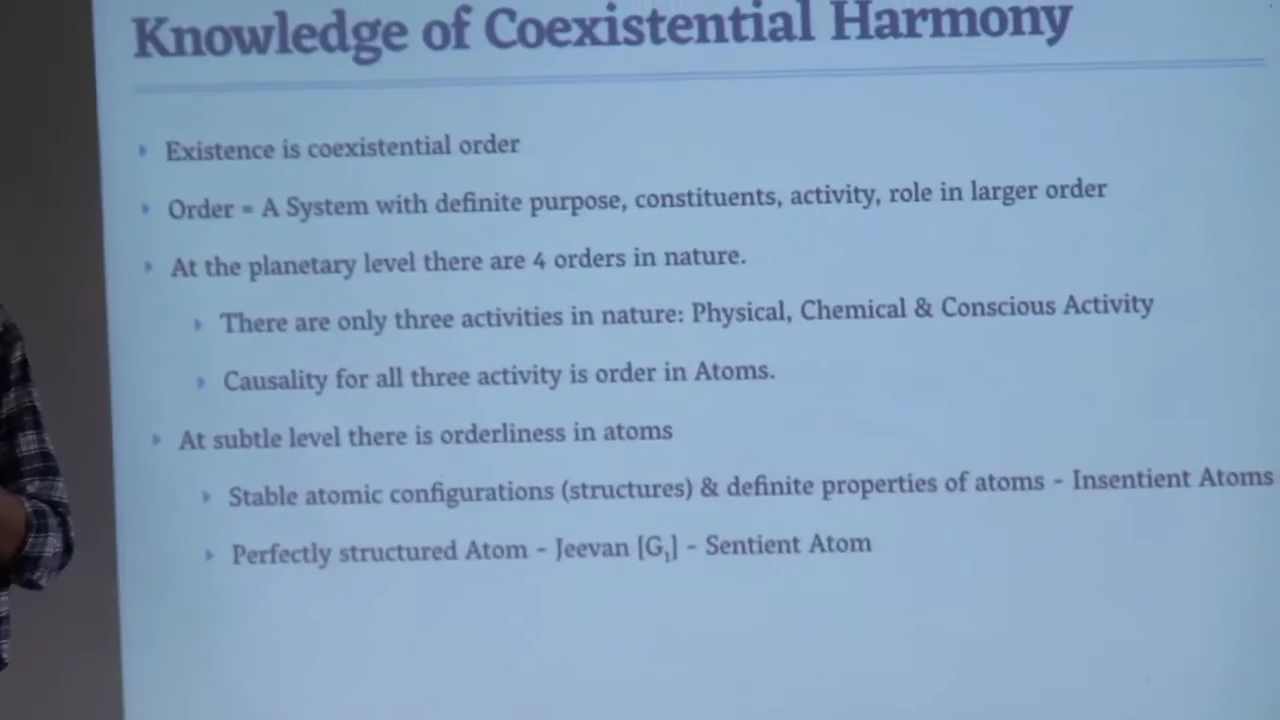 Knowledge of Coexistential Harmony
Existence is coexistential order
Order = A System with definite purpose, constituents, activity, role in larger order
At the planetary level there are 4 orders in nature.
There are only three activities in nature: Physical, Chemical & Conscious Activity
Causality for all three activity is order in Atoms.
At subtle level there is orderliness in atoms
Stable atomic configurations (structures) & definite properties of atoms - Insentient Atoms
Perfectly structured Atom - Jeevan [G₁] - Sentient Atom